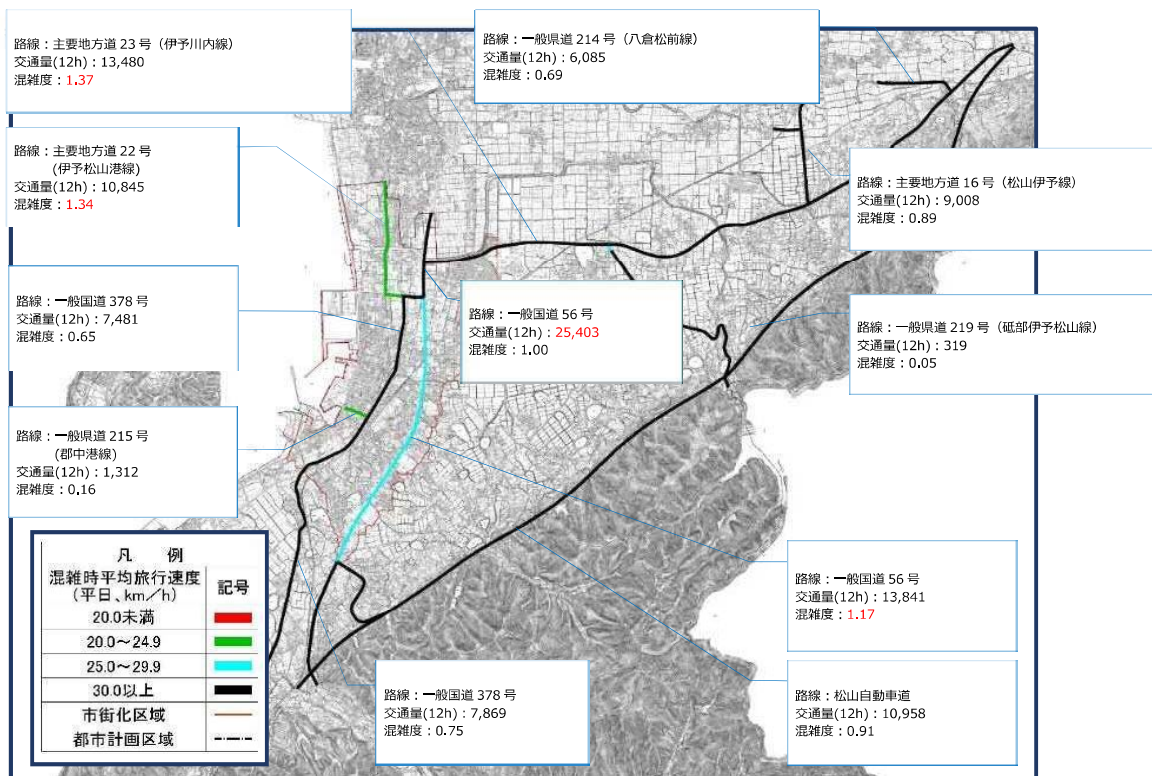 路線：主要地方道 23 号（伊予川内線）
交通量(12h)：13,480
混雑度：1.37
路線：一般県道 214 号（八倉松前線）
交通量(12h)：6,085
混雑度：0.69
路線：主要地方道 22 号
(伊予松山港線)
交通量(12h)：10,845
混雑度：1.34
路線：主要地方道 16 号（松山伊予線）
交通量(12h)：9,008
混雑度：0.89
路線：一般国道 378 号
交通量(12h)：7,481
混雑度：0.65
路線：一般国道 56 号
交通量(12h)：25,403
混雑度：1.00
路線：一般県道 219 号（砥部伊予松山線）
交通量(12h)：319
混雑度：0.05
路線：一般県道 215 号
(郡中港線)
交通量(12h)：1,312
混雑度：0.16
凡　例
混雑時平均旅行速度
（平日、km／h）
記号
20.0未満
20.0～24.9
25.0～29.9
30.0以上
市街化区域
都市計画区域
路線：一般国道 56 号
交通量(12h)：13,841
混雑度：1.17
路線：一般国道 378 号
交通量(12h)：7,869
混雑度：0.75
路線：松山自動車道
交通量(12h)：10,958
混雑度：0.91